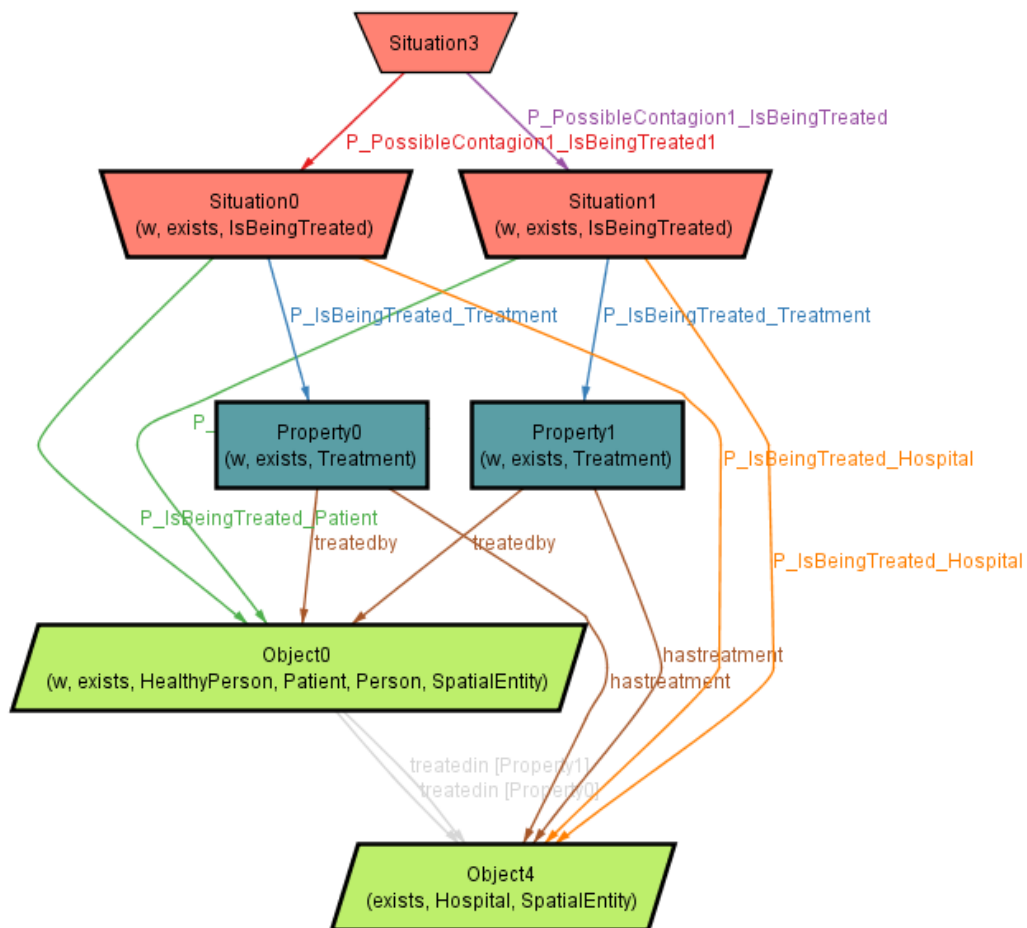 Situation3
P_PossibleContagion1_IsBeingTreated
P_PossibleContagion1_IsBeingTreated1
Situation0
(w, exists, IsBeingTreated)
Situation1
(w, exists, IsBeingTreated)
P_IsBeingTreated_Treatment
P_IsBeingTreated_Treatment
P_
Property0
(w, exists, Treatment)
Property1
(w, exists, Treatment)
P_IsBeingTreated_Hospital
P_IsBeingTreated_Patient
treatedby
treatedby
P_IsBeingTreated_Hospital
Object0
(w, exists, HealthyPerson, Patient, Person, SpatialEntity)
hastreatment
hastreatment
treatedin [Property1]
treatedin [Property0]
Object4
(exists, Hospital, SpatialEntity)